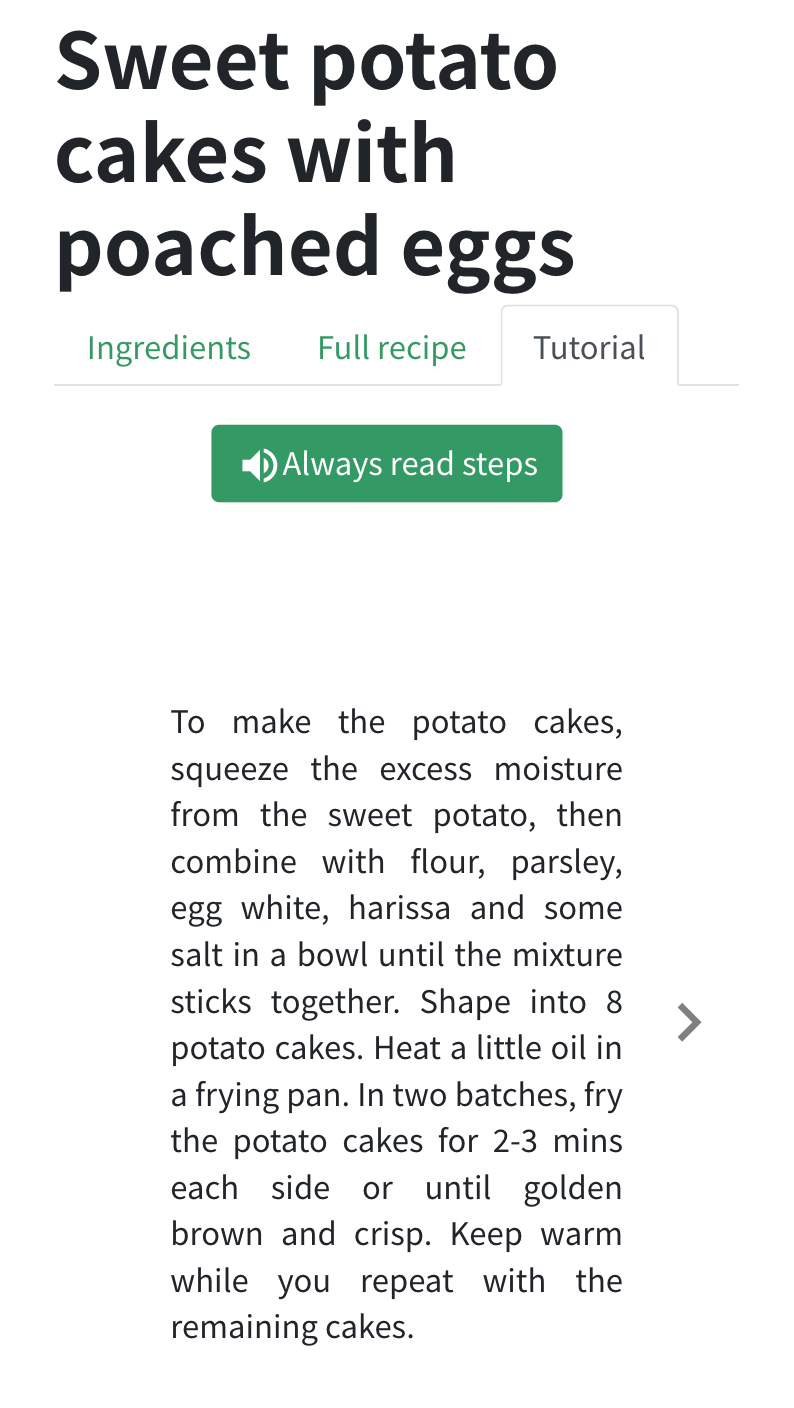 Sweet potato
cakes with
poached eggs
Ingredients
Full recipe
Tutorial
Always read steps
To make the potato cakes,
squeeze the excess moisture
from the sweet potato, then
combine with flour, parsley,
egg white, harissa and some
salt in a bowl until the mixture
sticks together. Shape into 8
potato cakes. Heat a little oil in
a frying pan. In two batches, fry
the potato cakes for 2-3 mins
each side or until golden
brown and crisp. Keep warm
while you repeat with the
remaining cakes.